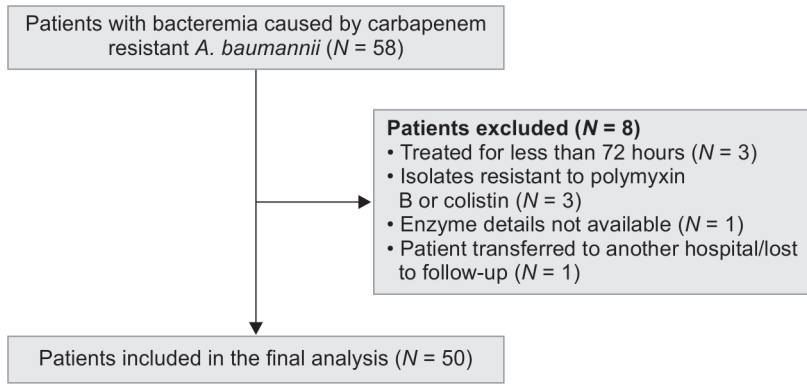 Patients with bacteremia caused by carbapenem
resistant A. baumannii (N = 58)
Patients excluded (N = 8)
• Treated for less than 72 hours (N = 3)
• Isolates resistant to polymyxin
B or colistin (N = 3)
• Enzyme details not available (N = 1)
• Patient transferred to another hospital/lost
to follow-up (N = 1)
Patients included in the final analysis (N = 50)